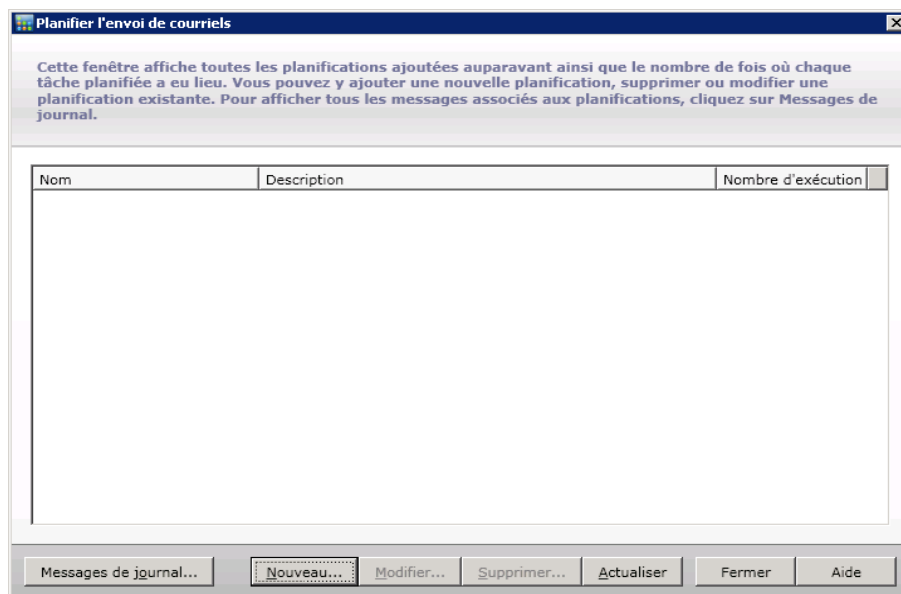 Planifier l'envoi de courriels
Cette fenêtre affiche toutes les planifications ajoutées auparavant ainsi que le nombre de fois où chaque
tâche planifiée a eu lieu. Vous pouvez y ajouter une nouvelle planification, supprimer ou modifier une
planification existante. Pour afficher tous les messages associés aux planifications, cliquez sur Messages de
journal.
Nom Description Nombre d'exécution
Messages de journal... Nouveau... Modifier... Supprimer... Actualiser Fermer Aide